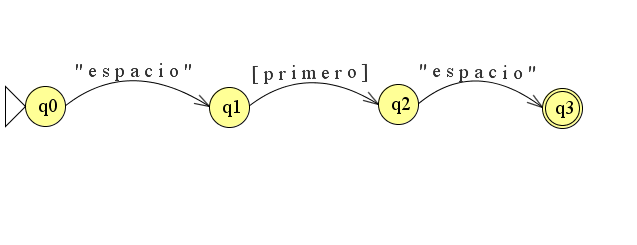 "espacio" [primero] "espacio"
q0 q1 q2 q3